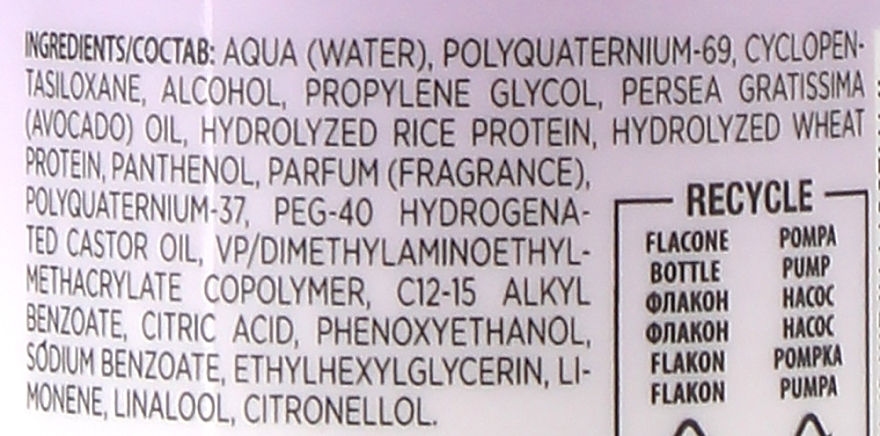 INGREDIENTS/СОСТАВ: AQUA (WATER), POLYQUATERNIUM-69, CYCLOPEN-
TASILOXANE, ALCOHOL, PROPYLENE GLYCOL, PERSEA GRATISSIMA
(AVOCADO) OIL, HYDROLYZED RICE PROTEIN, HYDROLYZED WHEAT
PROTEIN, PANTHENOL, PARFUM (FRAGRANCE),
POLYQUATERNIUM-37, PEG-40 HYDROGENA-
TED CASTOR OIL, VP/DIMETHYLAMINOETHYL-
METHACRYLATE COPOLYMER, C12-15 ALKYL
BENZOATE, CITRIC ACID, PHENOXYETHANOL,
SODIUM BENZOATE, ETHYLHEXYLGLYCERIN, LI-
MONENE, LINALOOL, CITRONELLOL.
RECYCLE
FLACONE POMPA
BOTTLE PUMP
ФЛАКОН НАСОС
ФЛАКОН НАСОС
FLAKON POMPKA
FLAKON PUMPA